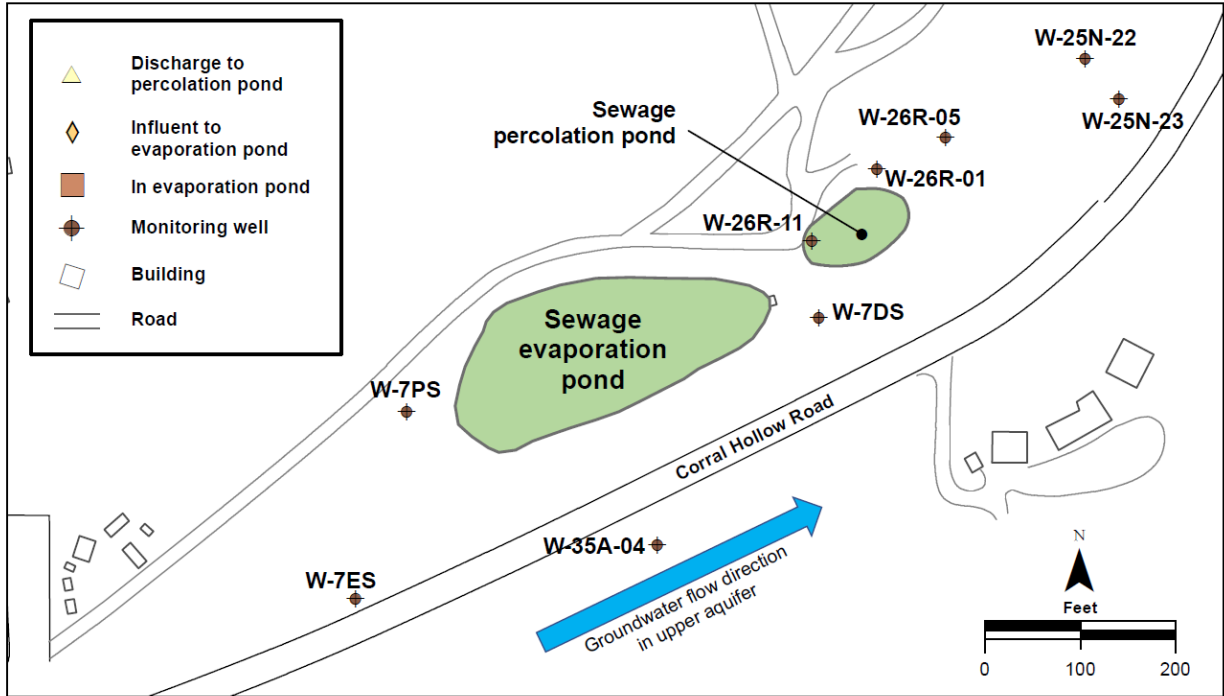 Discharge to
percolation pond
Influent to
evaporation pond
In evaporation pond
Monitoring well
Building
Road
W-25N-22
W-25N-23
Sewage
percolation pond
W-26R-05
W-26R-01
W-26R-11
W-7DS
Sewage
evaporation
pond
W-7PS
Corral Hollow Road
W-35A-04
W-7ES
Groundwater flow direction
in upper aquifer
N
Feet
0 100 200